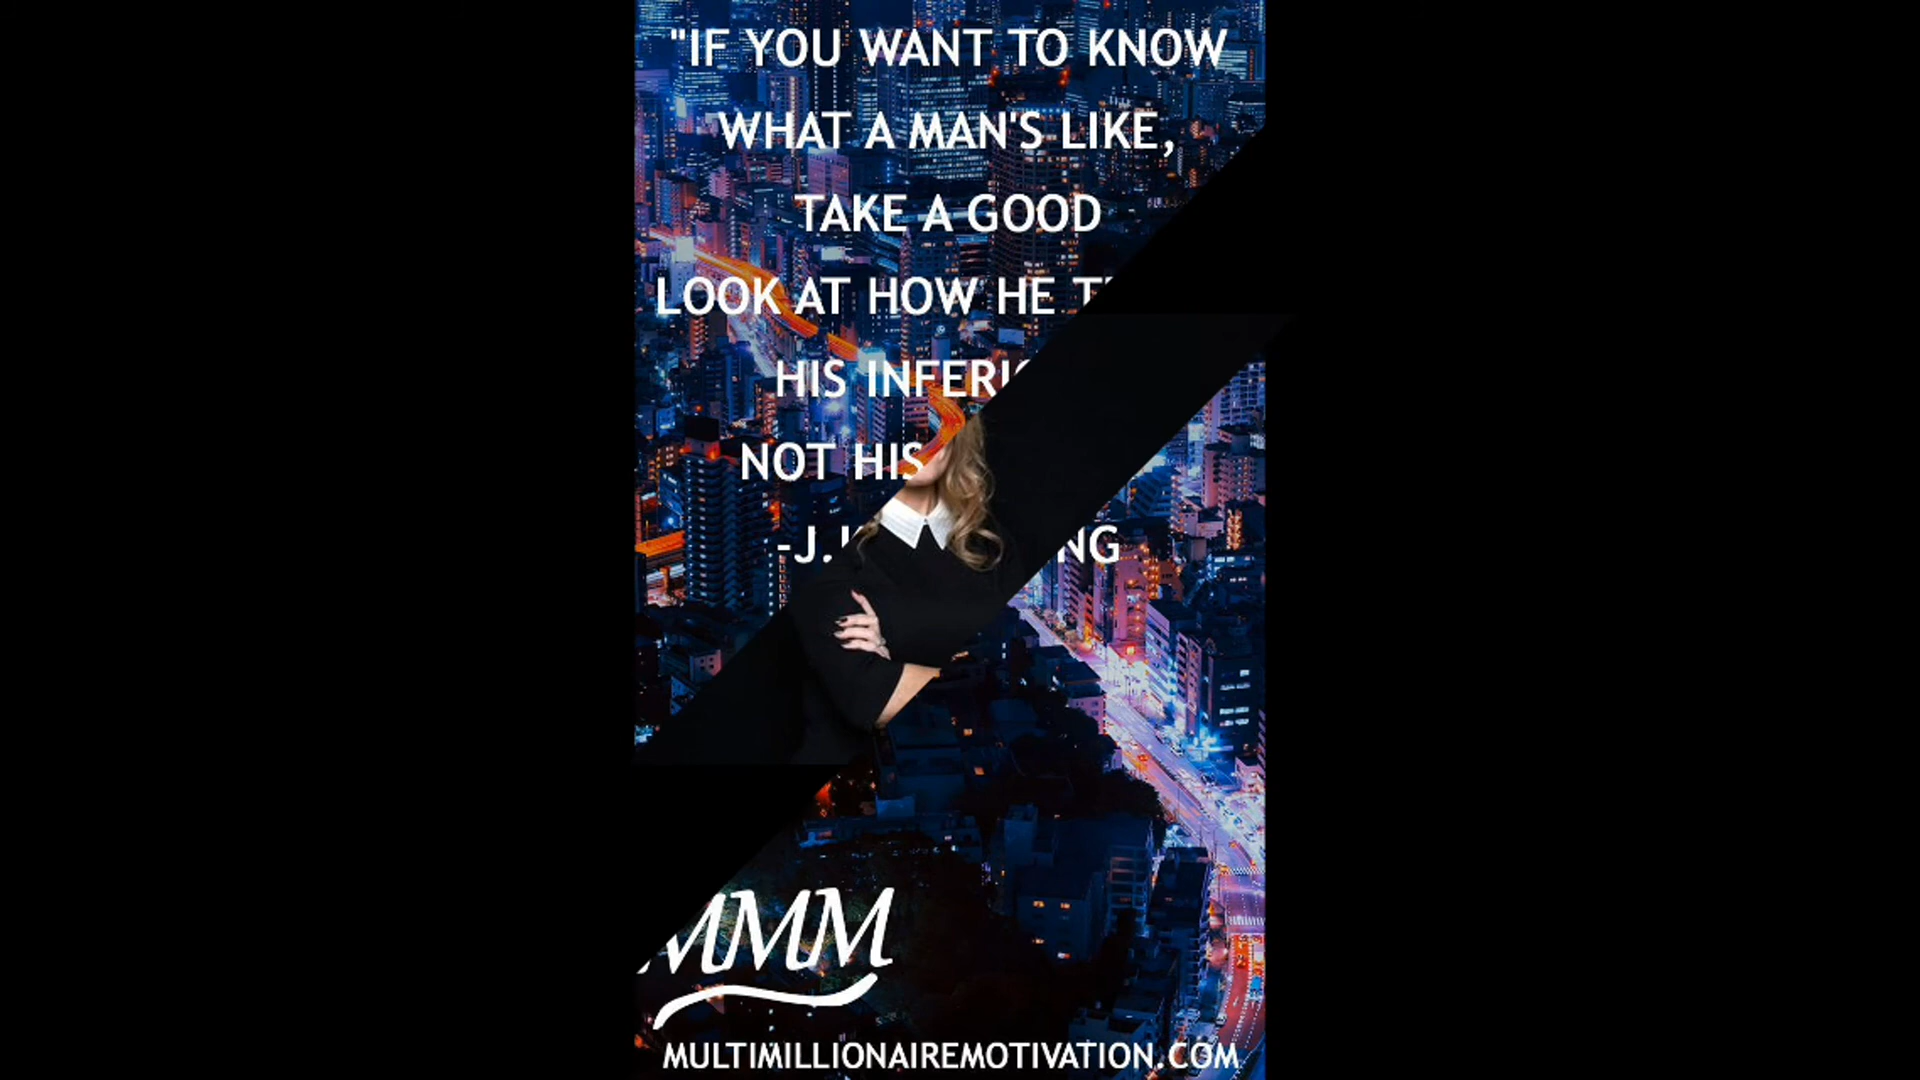 "IF YOU WANT TO KNOW
WHAT A MAN'S LIKE,
TAKE A GOOD
LOOK AT HOW HE
HIS
NOT HIS
MMM
MULTIMILLIONAIREMOTIVATION.COM